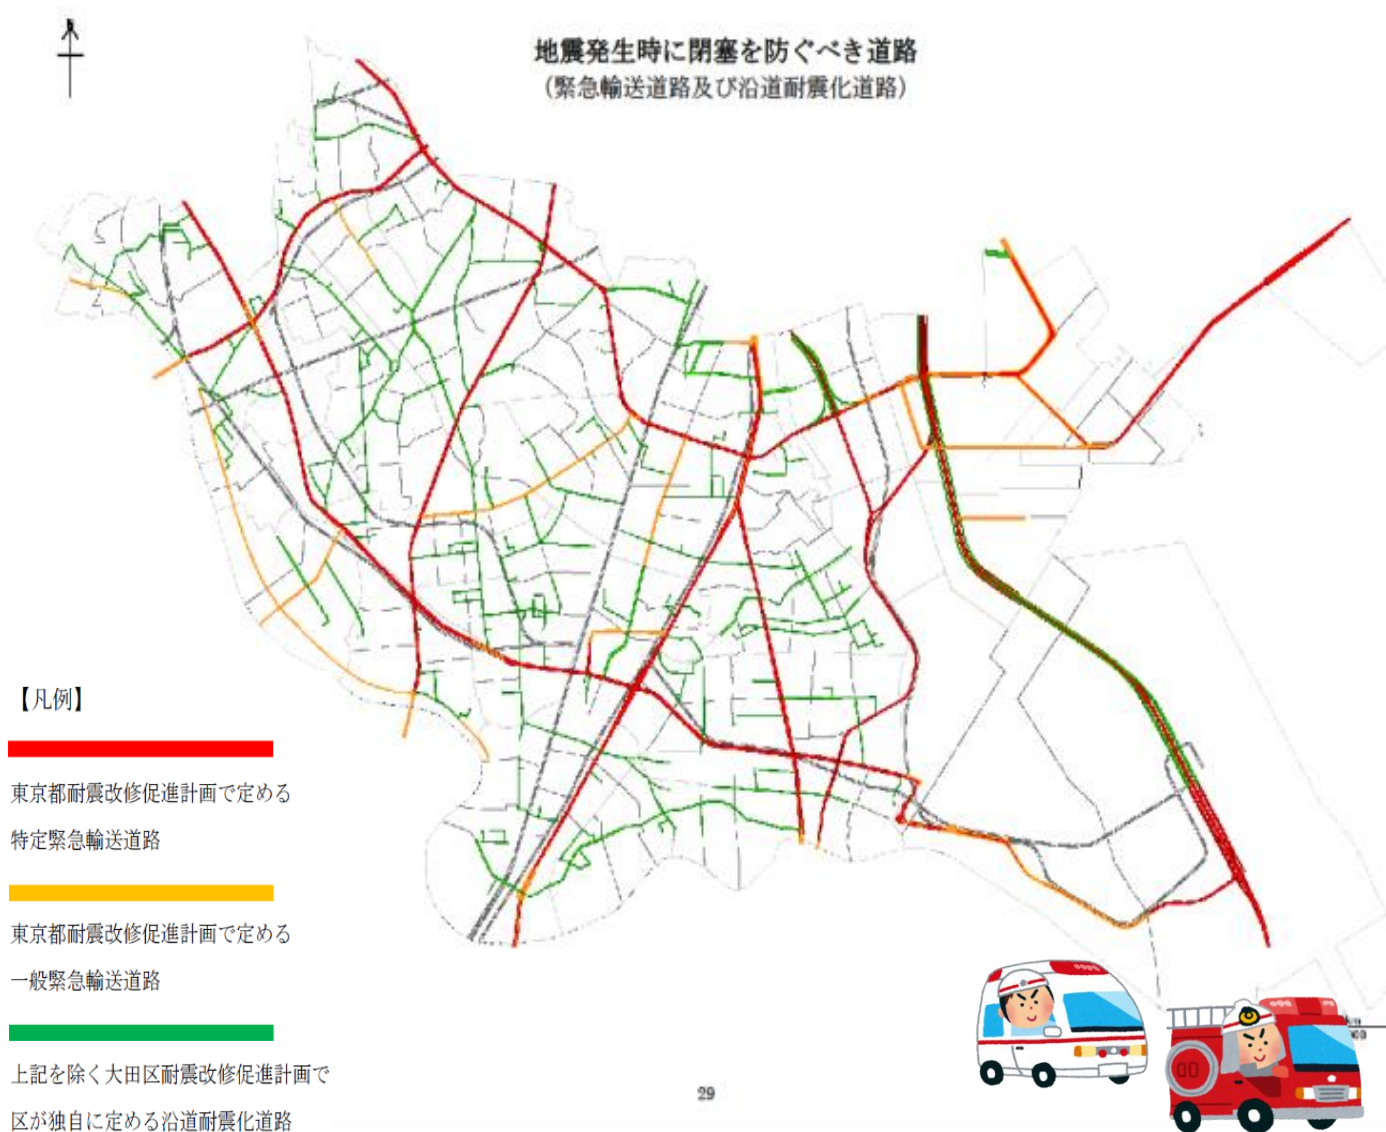 地震発生時に閉塞を防ぐべき道路
（緊急輸送道路及び沿道耐震化道路）
【凡例】
東京都耐震改修促進計画で定める
特定緊急輸送道路
東京都耐震改修促進計画で定める
一般緊急輸送道路
上記を除く大田区耐震改修促進計画で
区が独自に定める沿道耐震化道路
29